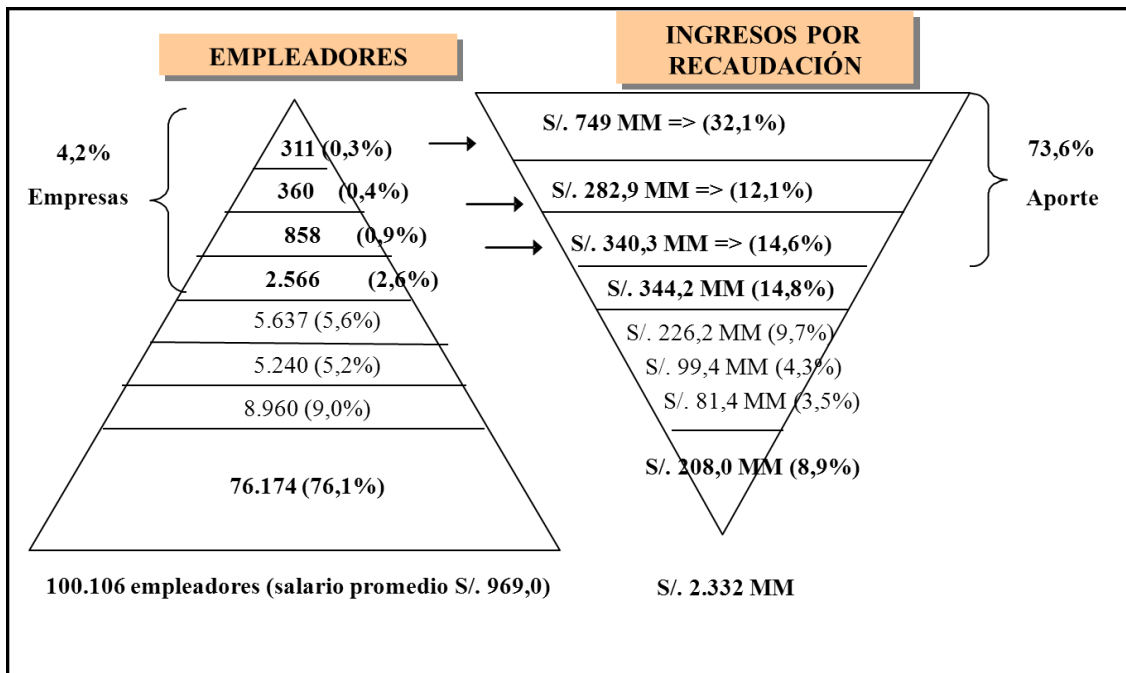 EMPLEADORES
INGRESOS POR
RECAUDACIÓN
4,2%
Empresas
311 (0,3%)
360 (0,4%)
858 (0,9%)
2.566 (2,6%)
5.637 (5,6%)
5.240 (5,2%)
8.960 (9,0%)
76.174 (76,1%)
100.106 empleadores (salario promedio S/. 969,0)
S/. 749 MM => (32,1%)
S/. 282,9 MM => (12,1%)
S/. 340,3 MM => (14,6%)
S/. 344,2 MM (14,8%)
S/. 226,2 MM (9,7%)
S/. 99,4 MM (4,3%)
S/. 81,4 MM (3,5%)
S/. 208,0 MM (8,9%)
S/. 2.332 MM
73,6%
Aporte